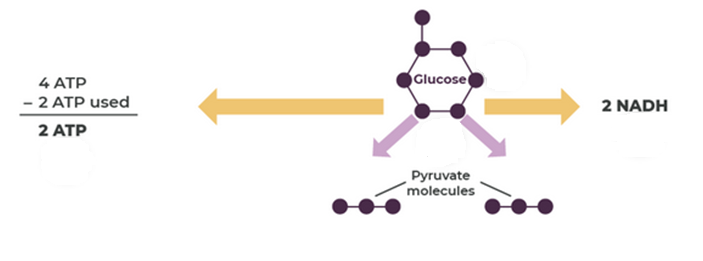 4 ATP
– 2 ATP used
2 ATP
Glucose
2 NADH
Pyruvate
molecules